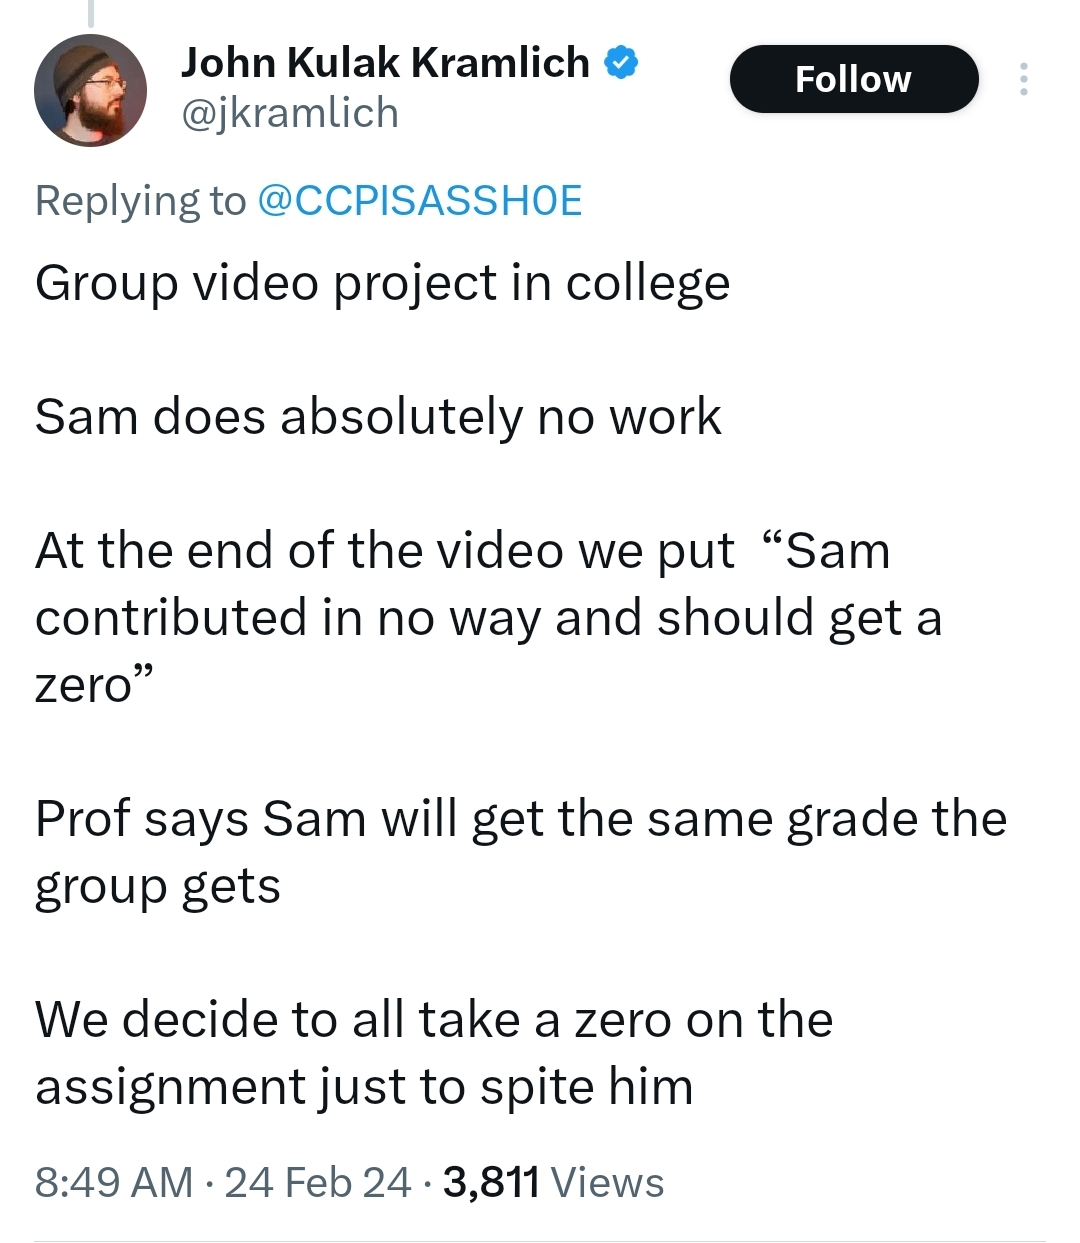 John Kulak Kramlich
@jkramlich
Follow
Replying to @CCPISASSH0E
Group video project in college
Sam does absolutely no work
At the end of the video we put  “Sam
contributed in no way and should get a
zero”
Prof says Sam will get the same grade the
group gets
We decide to all take a zero on the
assignment just to spite him
8:49 AM · 24 Feb 24 · 3,811 Views